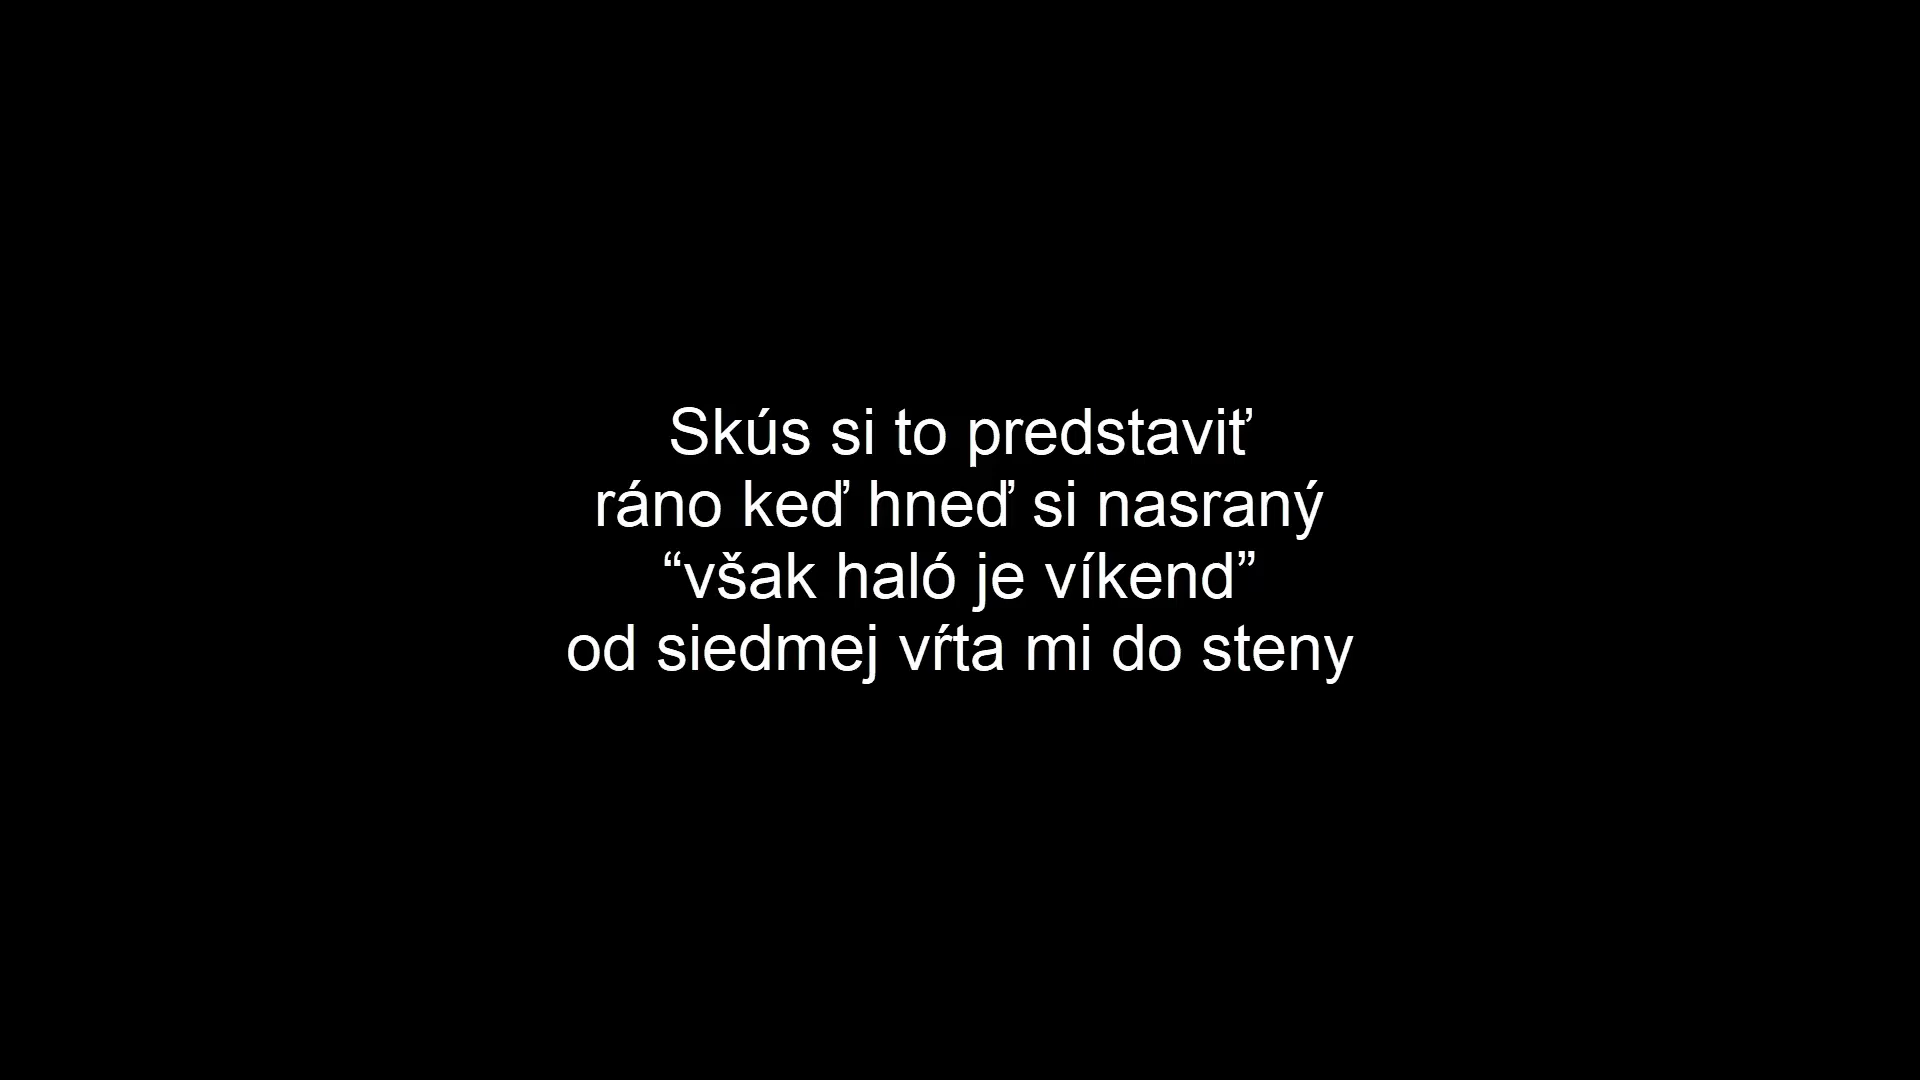 Skús si to predstaviť
ráno keď hneď si nasraný
“však haló je víkend”
od siedmej vŕta mi do steny